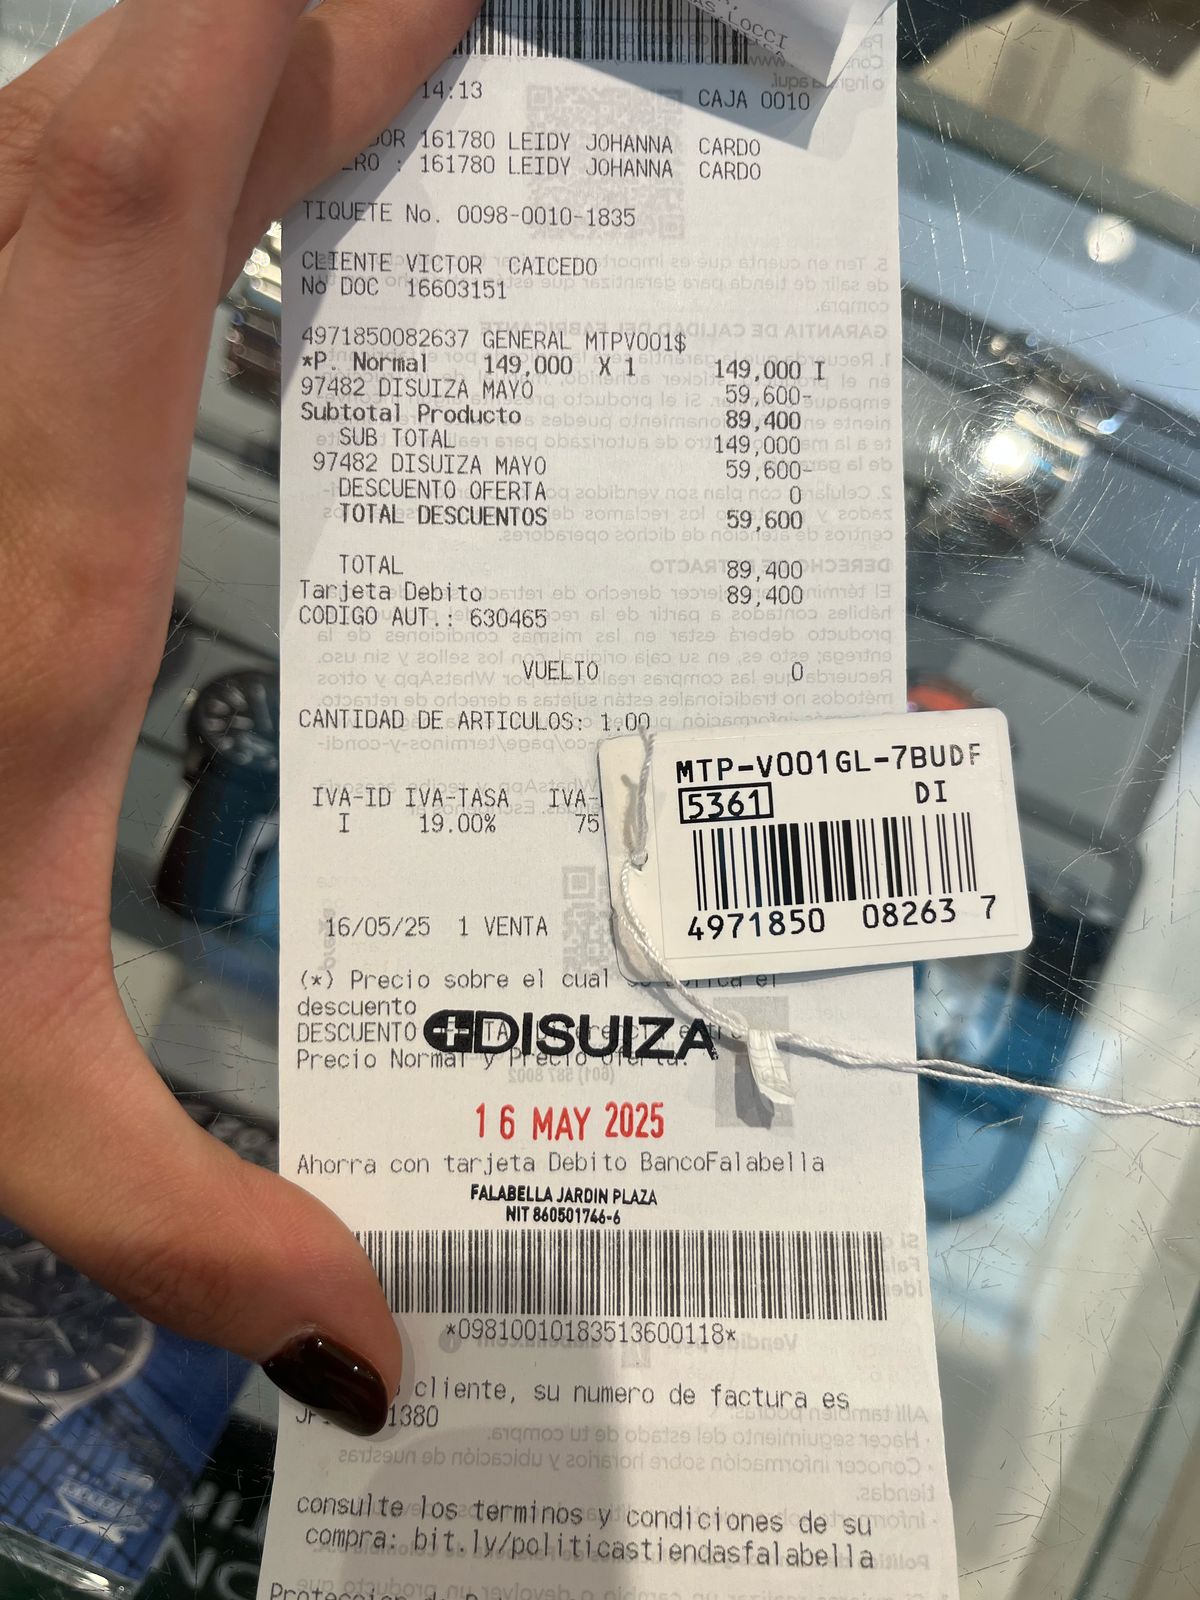 14:13 CAJA 0010
161780 LEIDY JOHANNA CARDO
: 161780 LEIDY JOHANNA CARDO
TIQUETE No. 0098-0010-1835
CLIENTE VICTOR CAICEDO
No DOC 16603151
4971850082637 GENERAL MTPV001$
*P. Normal 149,000 X 1 149,000 I
97482 DISUIZA MAYO 59,600-
Subtotal Producto 89,400
SUB TOTAL 149,000
97482 DISUIZA MAYO 59,600-
DESCUENTO OFERTA 0
TOTAL DESCUENTOS 59,600
TOTAL 89,400
Tarjeta Debito 89,400
CODIGO AUT.: 630465
VUELTO 0
CANTIDAD DE ARTICULOS: 1.00
MTP-V001GL-7BUDF
5361 DI
4971850 08263 7
IVA-ID IVA-TASA IVA-
I 19.00% 75
16/05/25 1 VENTA
(*) Precio sobre el cual el
descuento
DESCUENTO
DISUIZA
Precio Normal y Precio
16 MAY 2025
Ahorra con tarjeta Debito BancoFalabella
FALABELLA JARDIN PLAZA
NIT 860501746-6
*09810010183513600118*
cliente, su numero de factura es
1380
consulte los terminos y condiciones de su
compra: bit.ly/politicastiendasfalabella